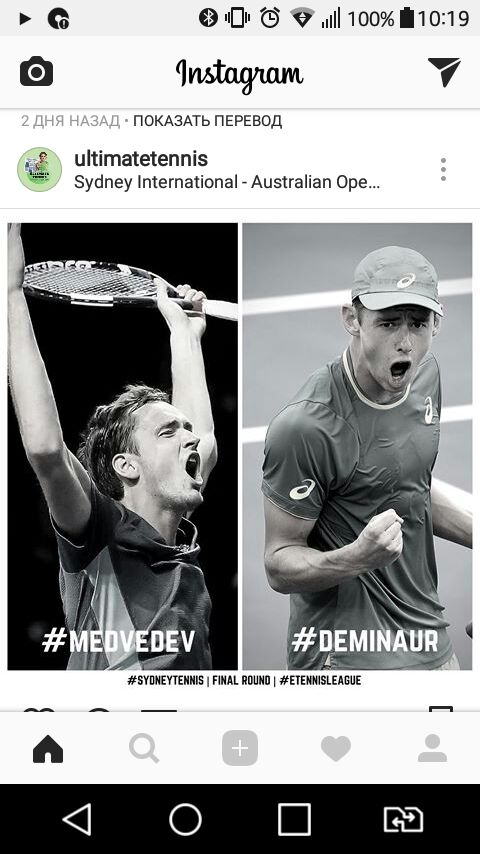 100% 10:19
Instagram
2 ДНЯ НАЗАД • ПОКАЗАТЬ ПЕРЕВОД
ultimatetennis
Sydney International - Australian Ope...
#MEDVEDEV
#DEMINAUR
#SYDNEYTENNIS | FINAL ROUND | #ETENNISLEAGUE